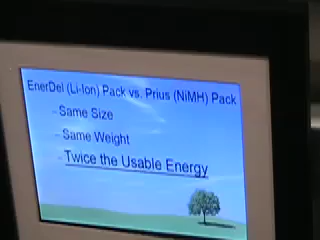 EnerDel (Li-Ion) Pack vs. Prius (NiMH) Pack
- Same Size
- Same Weight
- Twice the Usable Energy